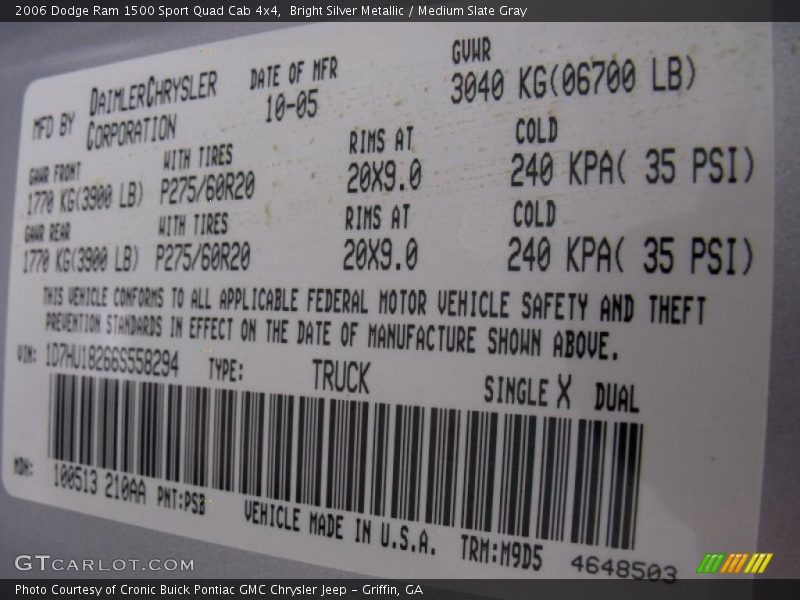 2006 Dodge Ram 1500 Sport Quad Cab 4x4,  Bright Silver Metallic / Medium Slate Gray
MFD BY DAIMLERCHRYSLER CORPORATION
DATE OF MFR 10-05
GVWR 3040 KG(06700 LB)
GAWR FRONT WITH TIRES RIMS AT COLD
1770 KG(3900 LB) P275/60R20 20X9.0 240 KPA( 35 PSI)
GAWR REAR WITH TIRES RIMS AT COLD
1770 KG(3900 LB) P275/60R20 20X9.0 240 KPA( 35 PSI)
THIS VEHICLE CONFORMS TO ALL APPLICABLE FEDERAL MOTOR VEHICLE SAFETY AND THEFT
PREVENTION STANDARDS IN EFFECT ON THE DATE OF MANUFACTURE SHOWN ABOVE.
VIN: 1D7HU18266S558294 TYPE: TRUCK SINGLE X DUAL
MDH: 100513 210AA PNT:PSB VEHICLE MADE IN U.S.A. TRM:M9D5 4648503
GTCARLOT.COM
Photo Courtesy of Cronic Buick Pontiac GMC Chrysler Jeep - Griffin, GA